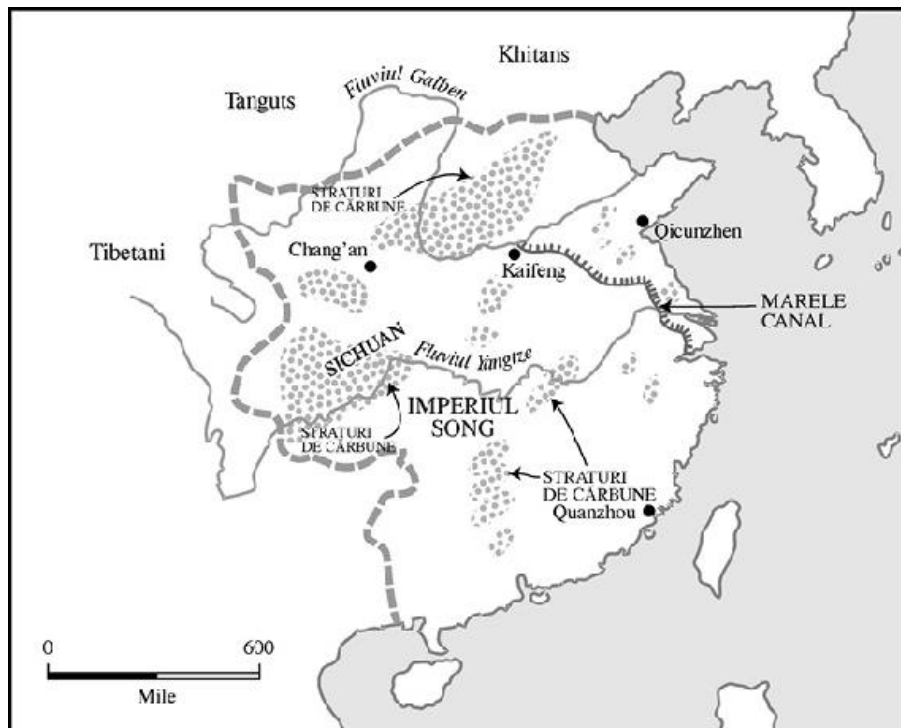 Khitans
Fluviul Galben
Tanguts
STRATURI
DE CĂRBUNE
Qicunzhen
Chang'an
Tibetani
Kaifeng
MARELE
CANAL
SICHUAN
Fluviul Yangtze
IMPERIUL
SONG
STRATURI
DE CĂRBUNE
STRATURI
DE CĂRBUNE
Quanzhou
0 600
Mile